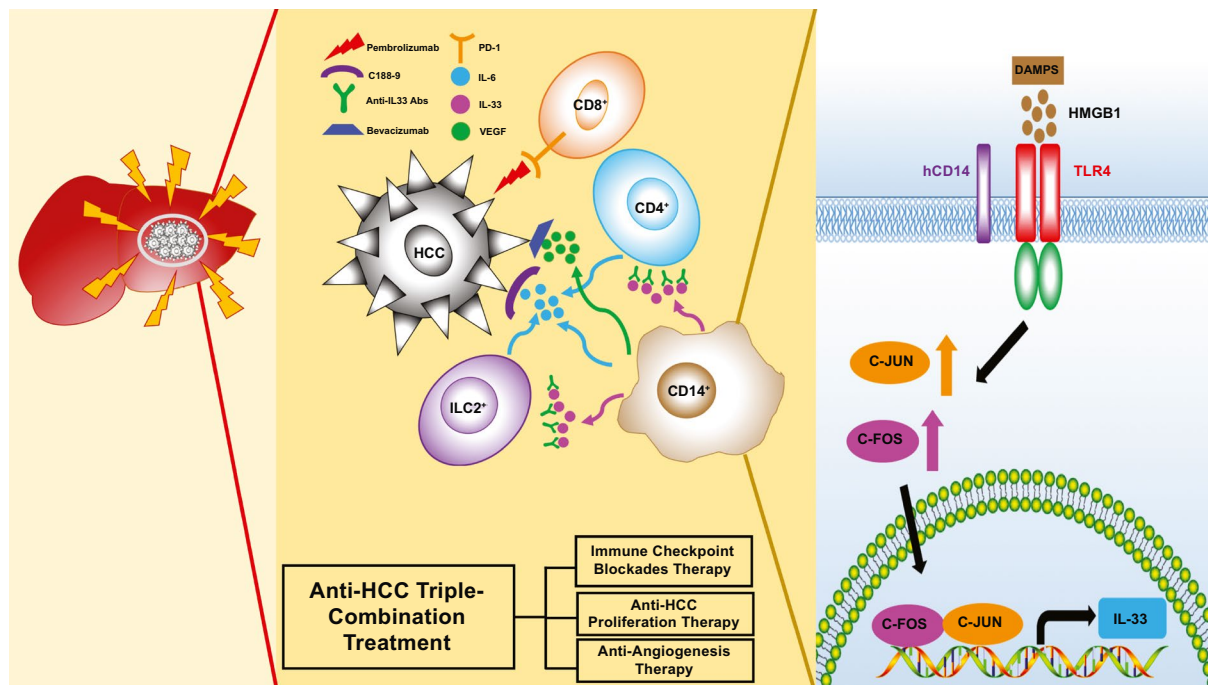 Pembrolizumab
C188-9
Anti-IL33 Abs
Bevacizumab
PD-1
IL-6
IL-33
VEGF
CD8⁺
CD4⁺
HCC
ILC2⁺
CD14⁺
Anti-HCC Triple-
Combination
Treatment
Immune Checkpoint
Blockades Therapy
Anti-HCC
Proliferation Therapy
Anti-Angiogenesis
Therapy
DAMPS
HMGB1
hCD14
TLR4
C-JUN
C-FOS
C-FOS
C-JUN
IL-33